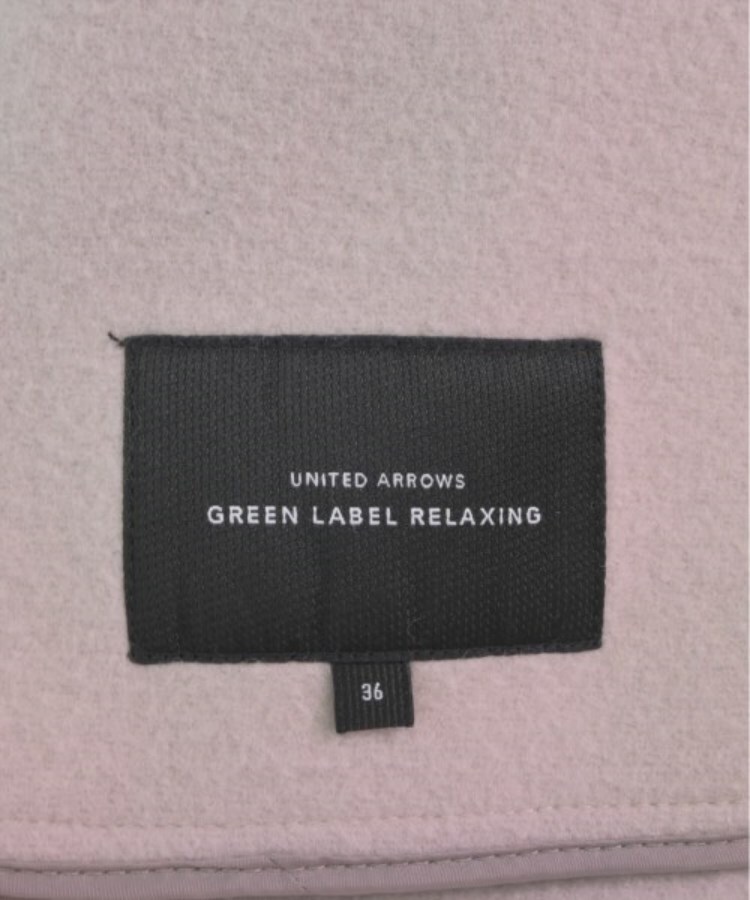 UNITED ARROWS
GREEN LABEL RELAXING
36